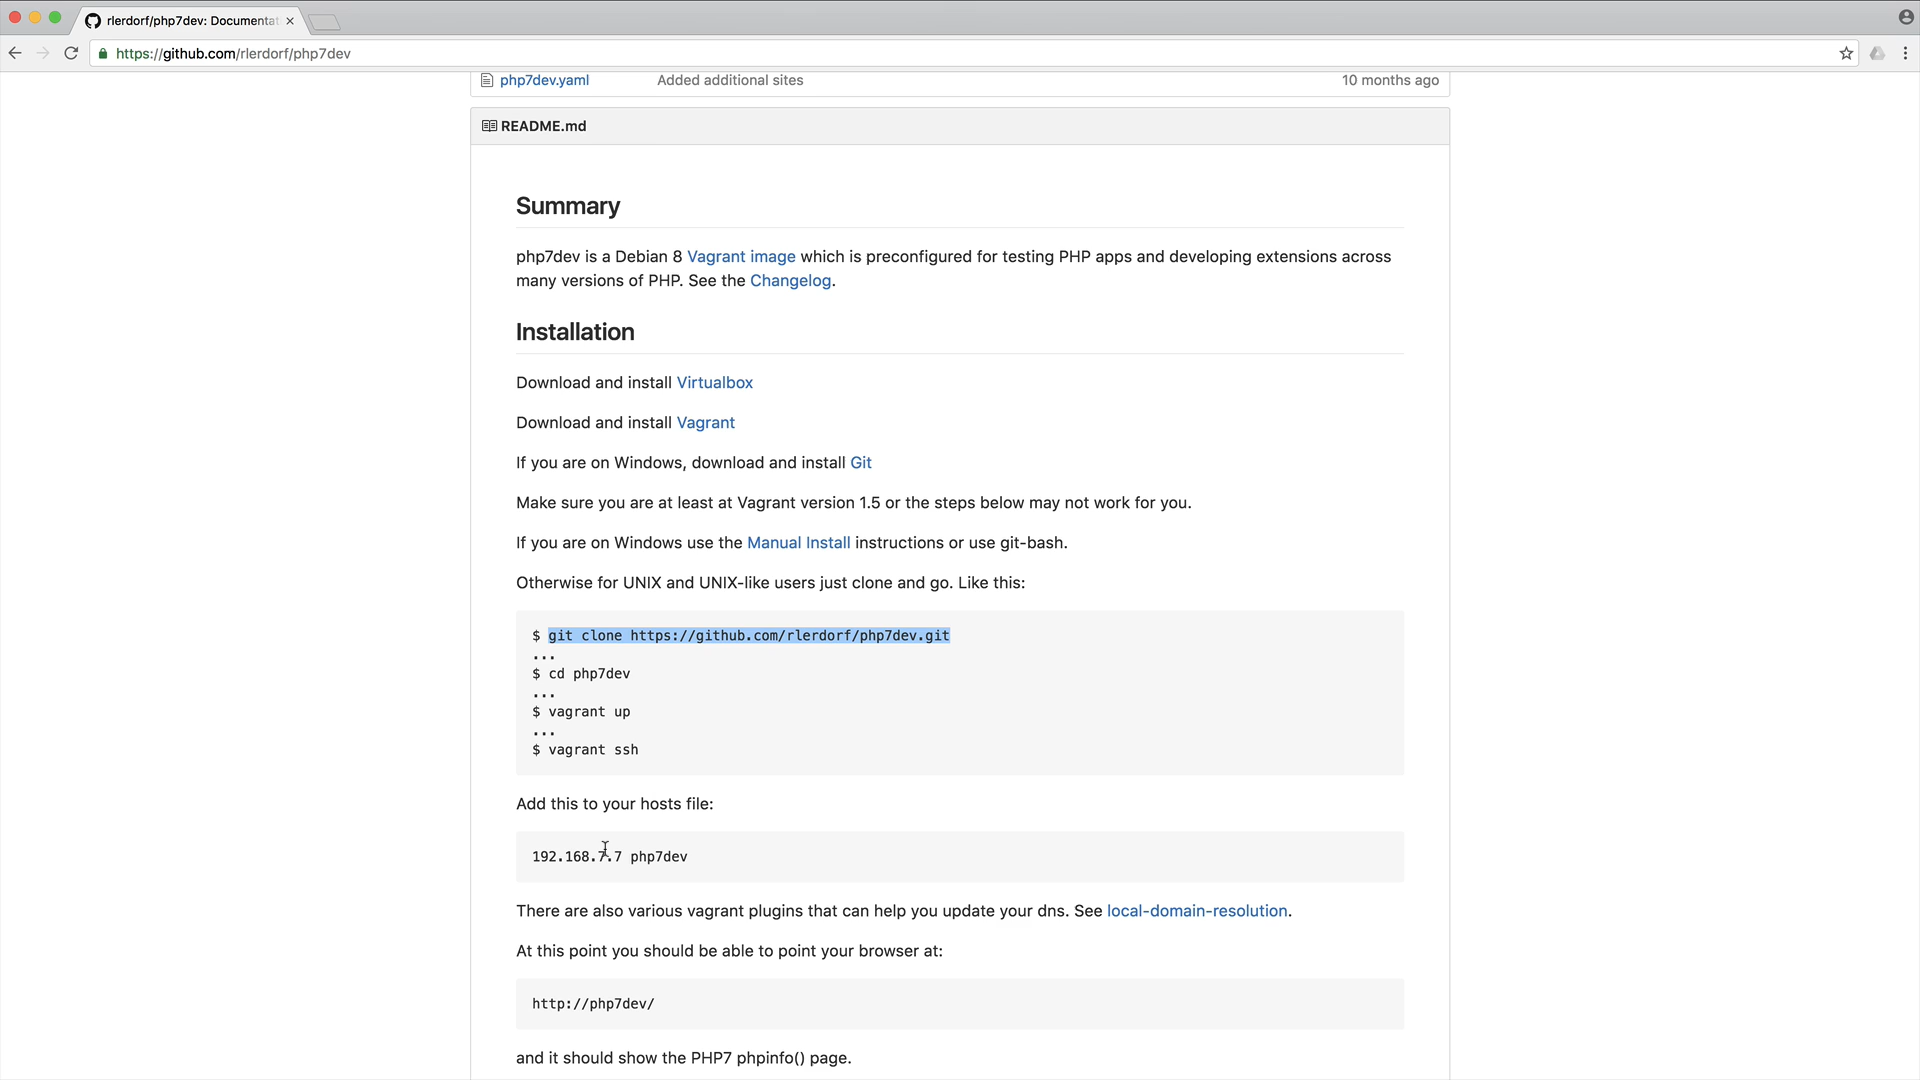 rlerdorf/php7dev: Documentat
https://github.com/rlerdorf/php7dev
php7dev.yaml Added additional sites 10 months ago
README.md
Summary
php7dev is a Debian 8 Vagrant image which is preconfigured for testing PHP apps and developing extensions across
many versions of PHP. See the Changelog.
Installation
Download and install Virtualbox
Download and install Vagrant
If you are on Windows, download and install Git
Make sure you are at least at Vagrant version 1.5 or the steps below may not work for you.
If you are on Windows use the Manual Install instructions or use git-bash.
Otherwise for UNIX and UNIX-like users just clone and go. Like this:
$ git clone https://github.com/rlerdorf/php7dev.git
...
$ cd php7dev
...
$ vagrant up
...
$ vagrant ssh
Add this to your hosts file:
192.168.7.7 php7dev
There are also various vagrant plugins that can help you update your dns. See local-domain-resolution.
At this point you should be able to point your browser at:
http://php7dev/
and it should show the PHP7 phpinfo() page.